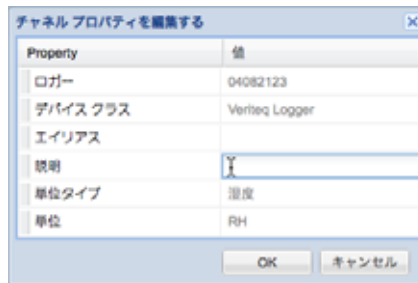 チャネル プロパティを編集する
Property 値
ロガー 04082123
デバイス クラス Veriteq Logger
エイリアス
説明
単位タイプ 湿度
単位 RH
OK キャンセル